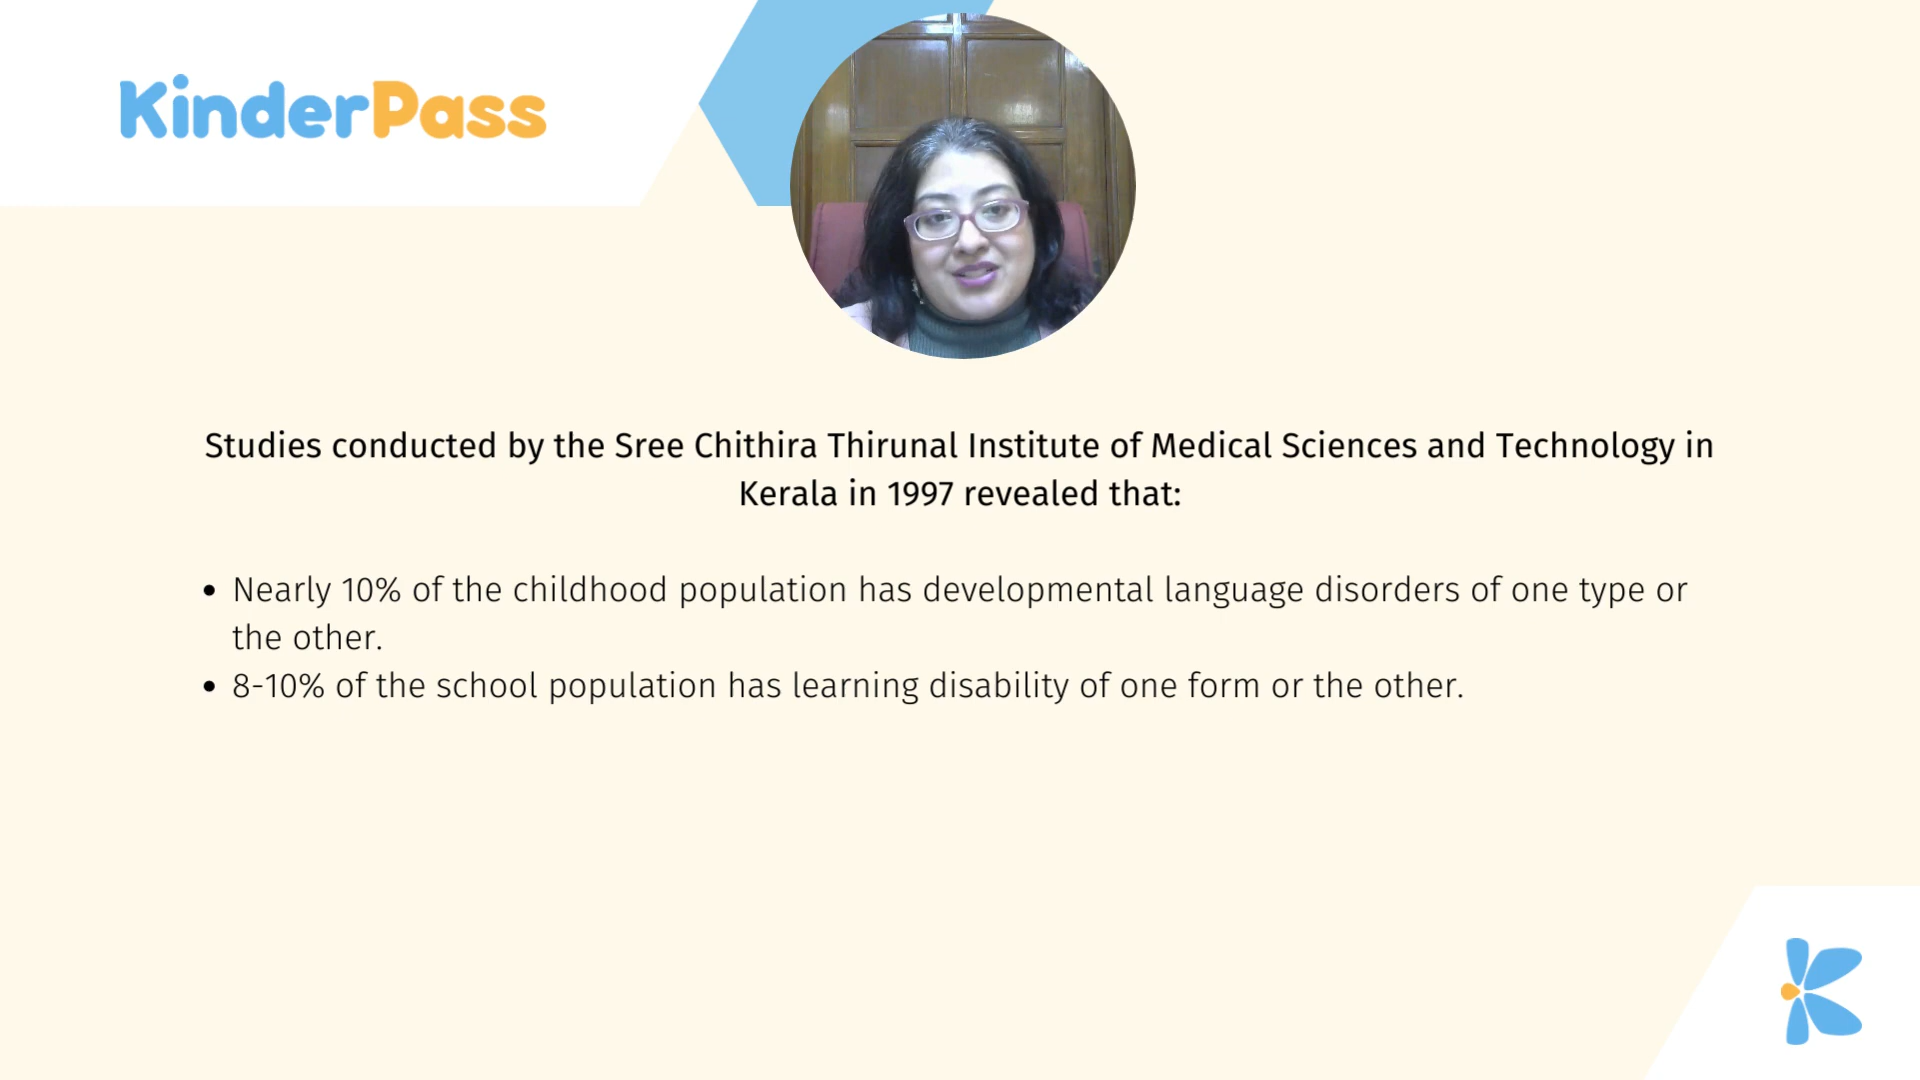 KinderPass
Studies conducted by the Sree Chithira Thirunal Institute of Medical Sciences and Technology in
Kerala in 1997 revealed that:
• Nearly 10% of the childhood population has developmental language disorders of one type or
the other.
• 8-10% of the school population has learning disability of one form or the other.